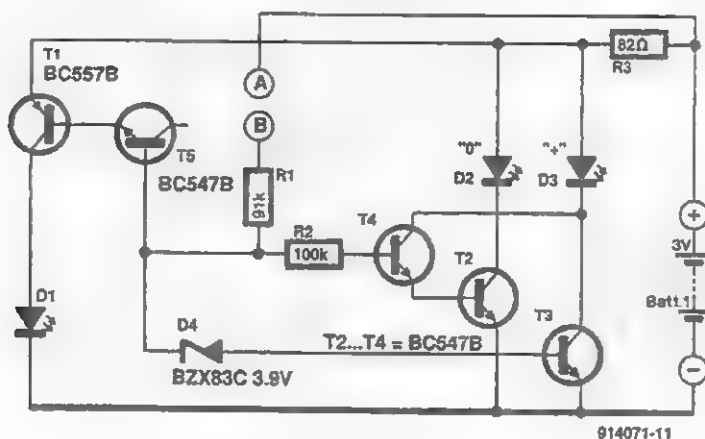 T1
BC557B
82Ω
R3
A
B
T5
BC547B
R1
91k
"0"
D2
"+"
D3
R2
100k
T4
T2
+
3V
Batt.1
D1
D4
T3
T2...T4 = BC547B
BZX83C 3.9V
−
914071-11